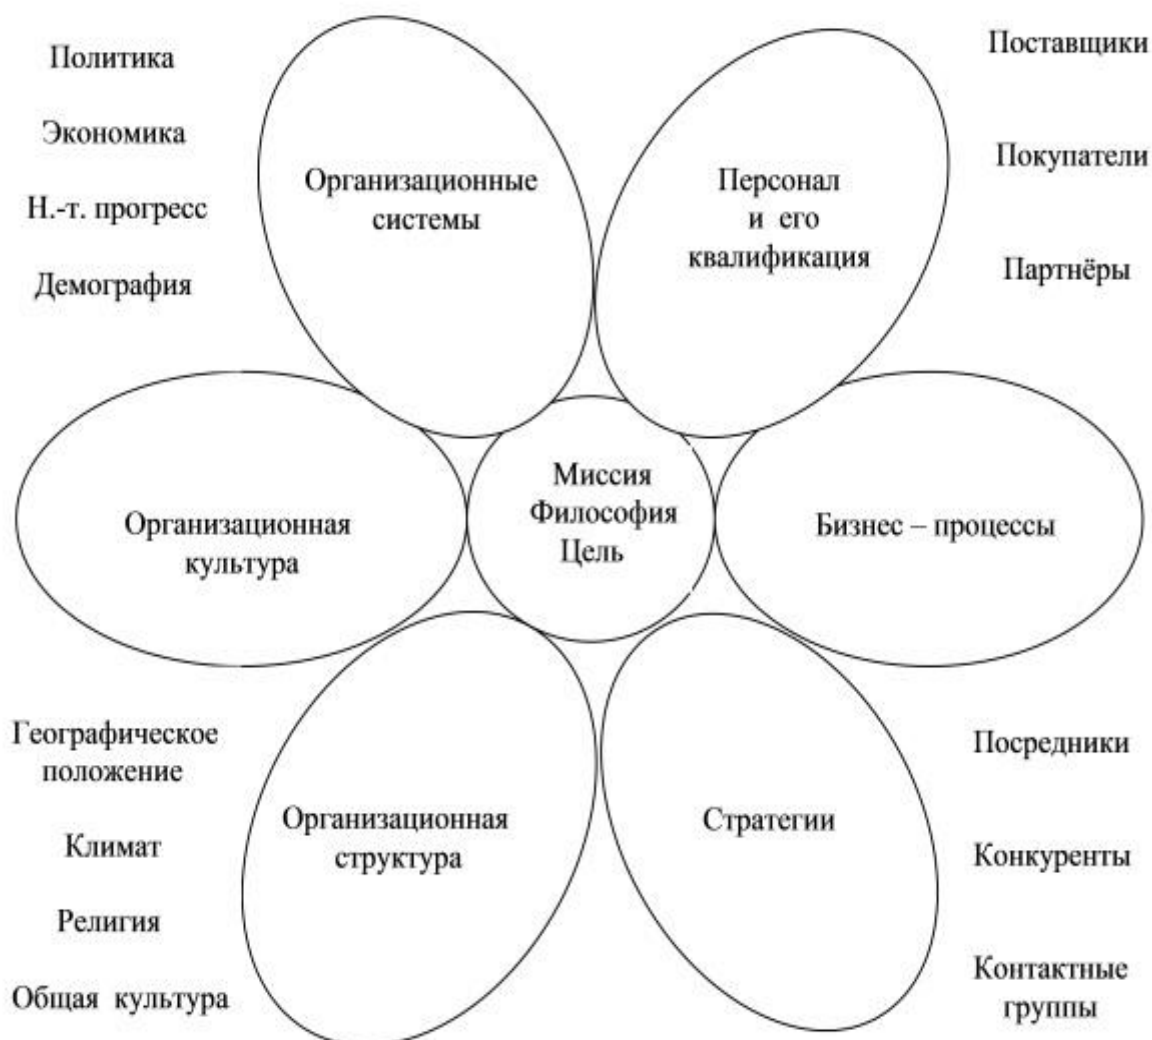 Политика
Экономика
Н.-т. прогресс
Демография
Организационные
системы
Персонал
и его
квалификация
Поставщики
Покупатели
Партнёры
Организационная
культура
Миссия
Философия
Цель
Бизнес – процессы
Географическое
положение
Климат
Религия
Общая культура
Организационная
структура
Стратегии
Посредники
Конкуренты
Контактные
группы